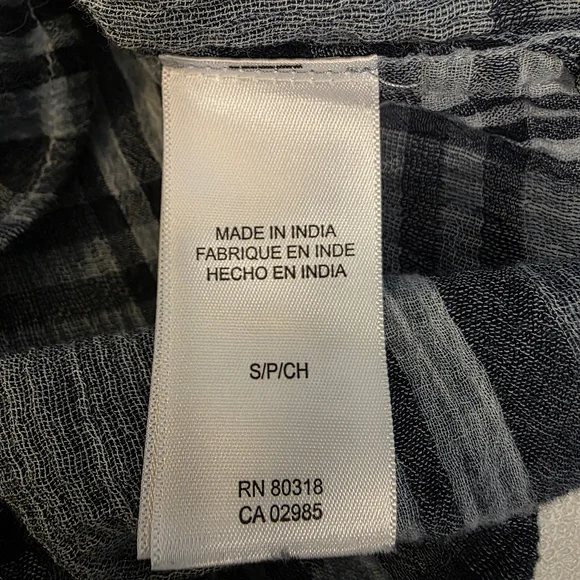 MADE IN INDIA
FABRIQUE EN INDE
HECHO EN INDIA
S/P/CH
RN 80318
CA 02985